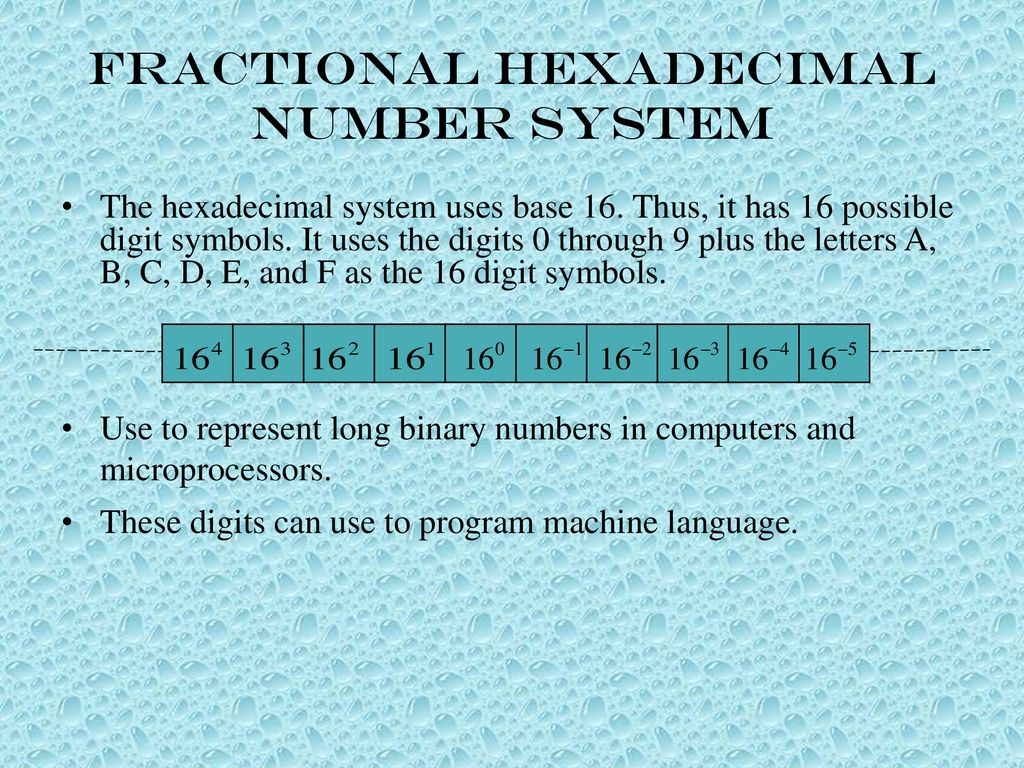 FRACTIONAL HEXADECIMAL
NUMBER SYSTEM
• The hexadecimal system uses base 16. Thus, it has 16 possible
digit symbols. It uses the digits 0 through 9 plus the letters A,
B, C, D, E, and F as the 16 digit symbols.
16⁴ 16³ 16² 16¹ 16⁰ 16⁻¹ 16⁻² 16⁻³ 16⁻⁴ 16⁻⁵
• Use to represent long binary numbers in computers and
microprocessors.
• These digits can use to program machine language.